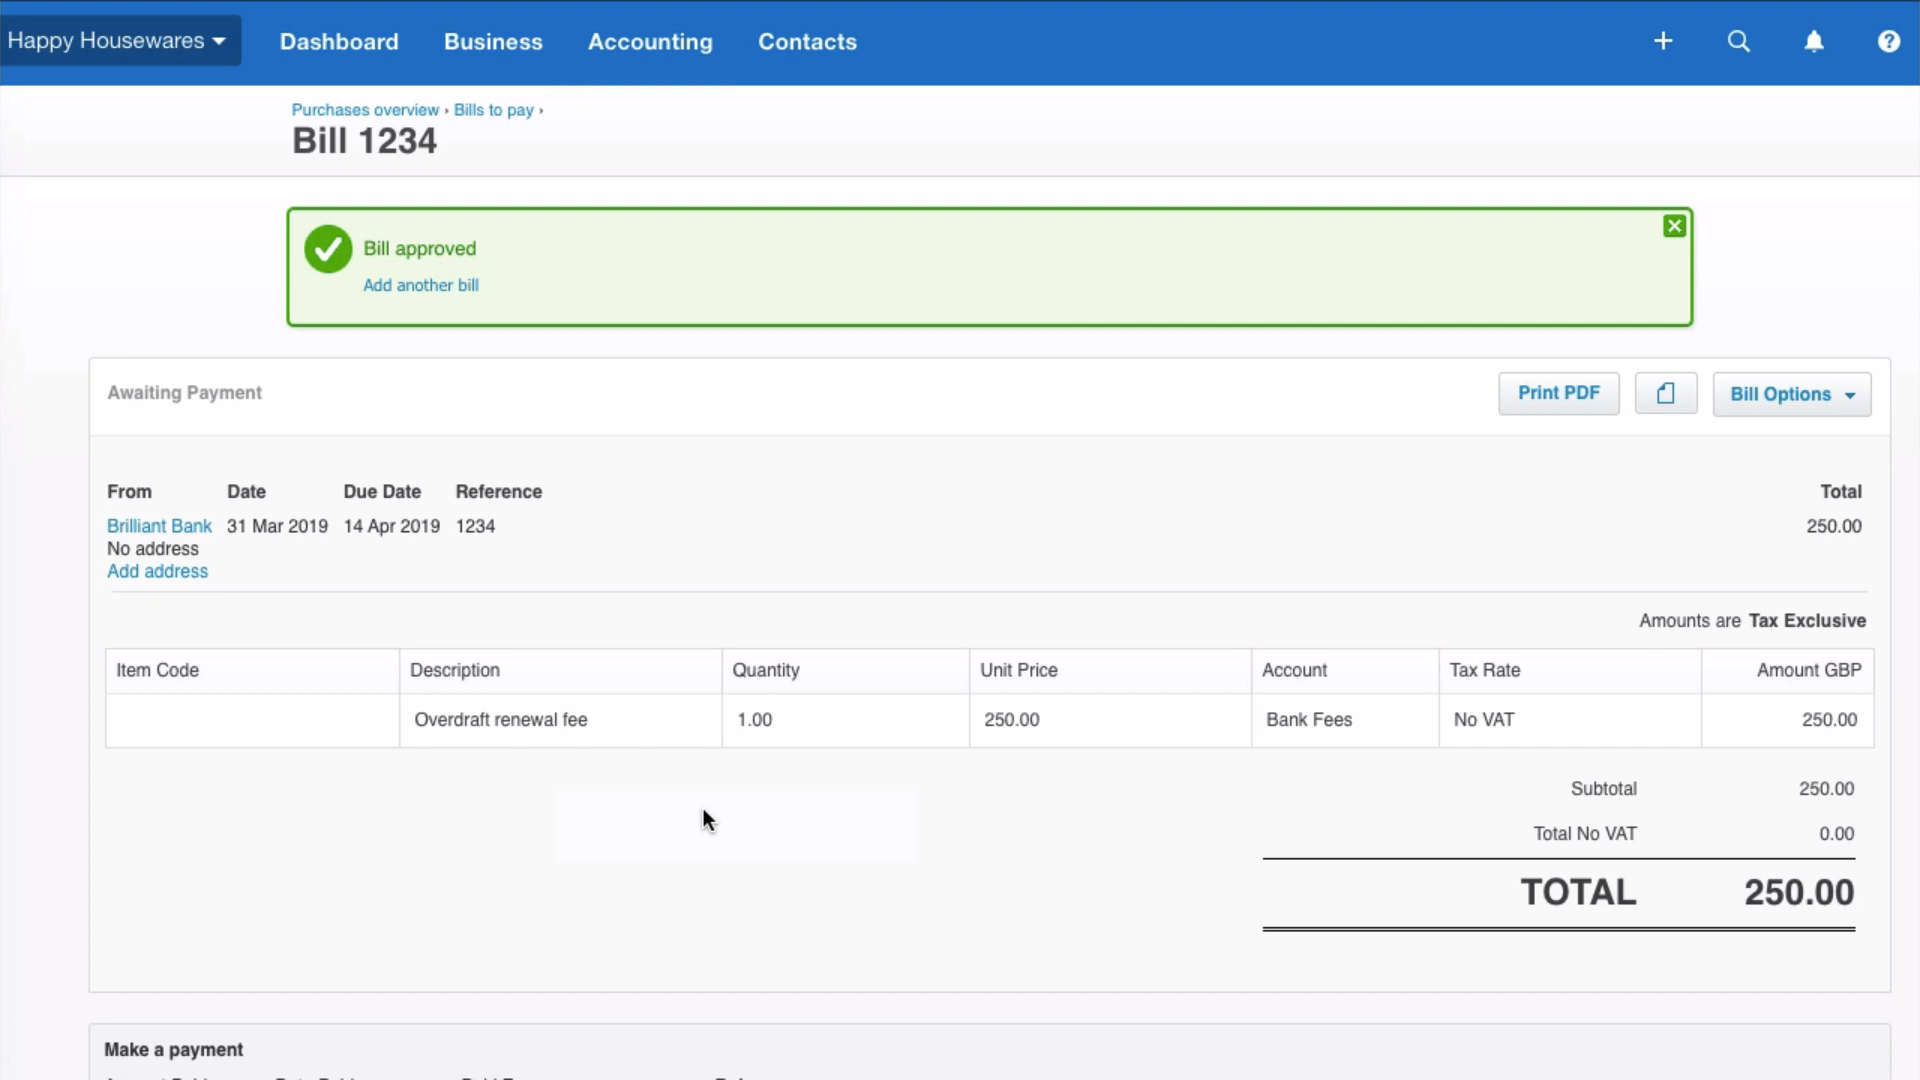 Happy Housewares Dashboard Business Accounting Contacts
Purchases overview › Bills to pay ›
Bill 1234
Bill approved
Add another bill
Awaiting Payment Print PDF Bill Options
From Date Due Date Reference Total
Brilliant Bank 31 Mar 2019 14 Apr 2019 1234 250.00
No address
Add address
Amounts are Tax Exclusive
Item Code Description Quantity Unit Price Account Tax Rate Amount GBP
Overdraft renewal fee 1.00 250.00 Bank Fees No VAT 250.00
Subtotal 250.00
Total No VAT 0.00
TOTAL 250.00
Make a payment